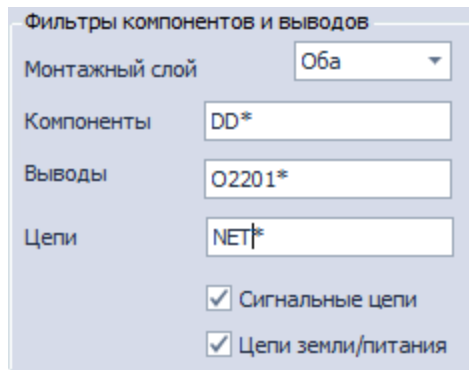 Фильтры компонентов и выводов
Монтажный слой Оба
Компоненты DD*
Выводы O2201*
Цепи NET*
Сигнальные цепи
Цепи земли/питания